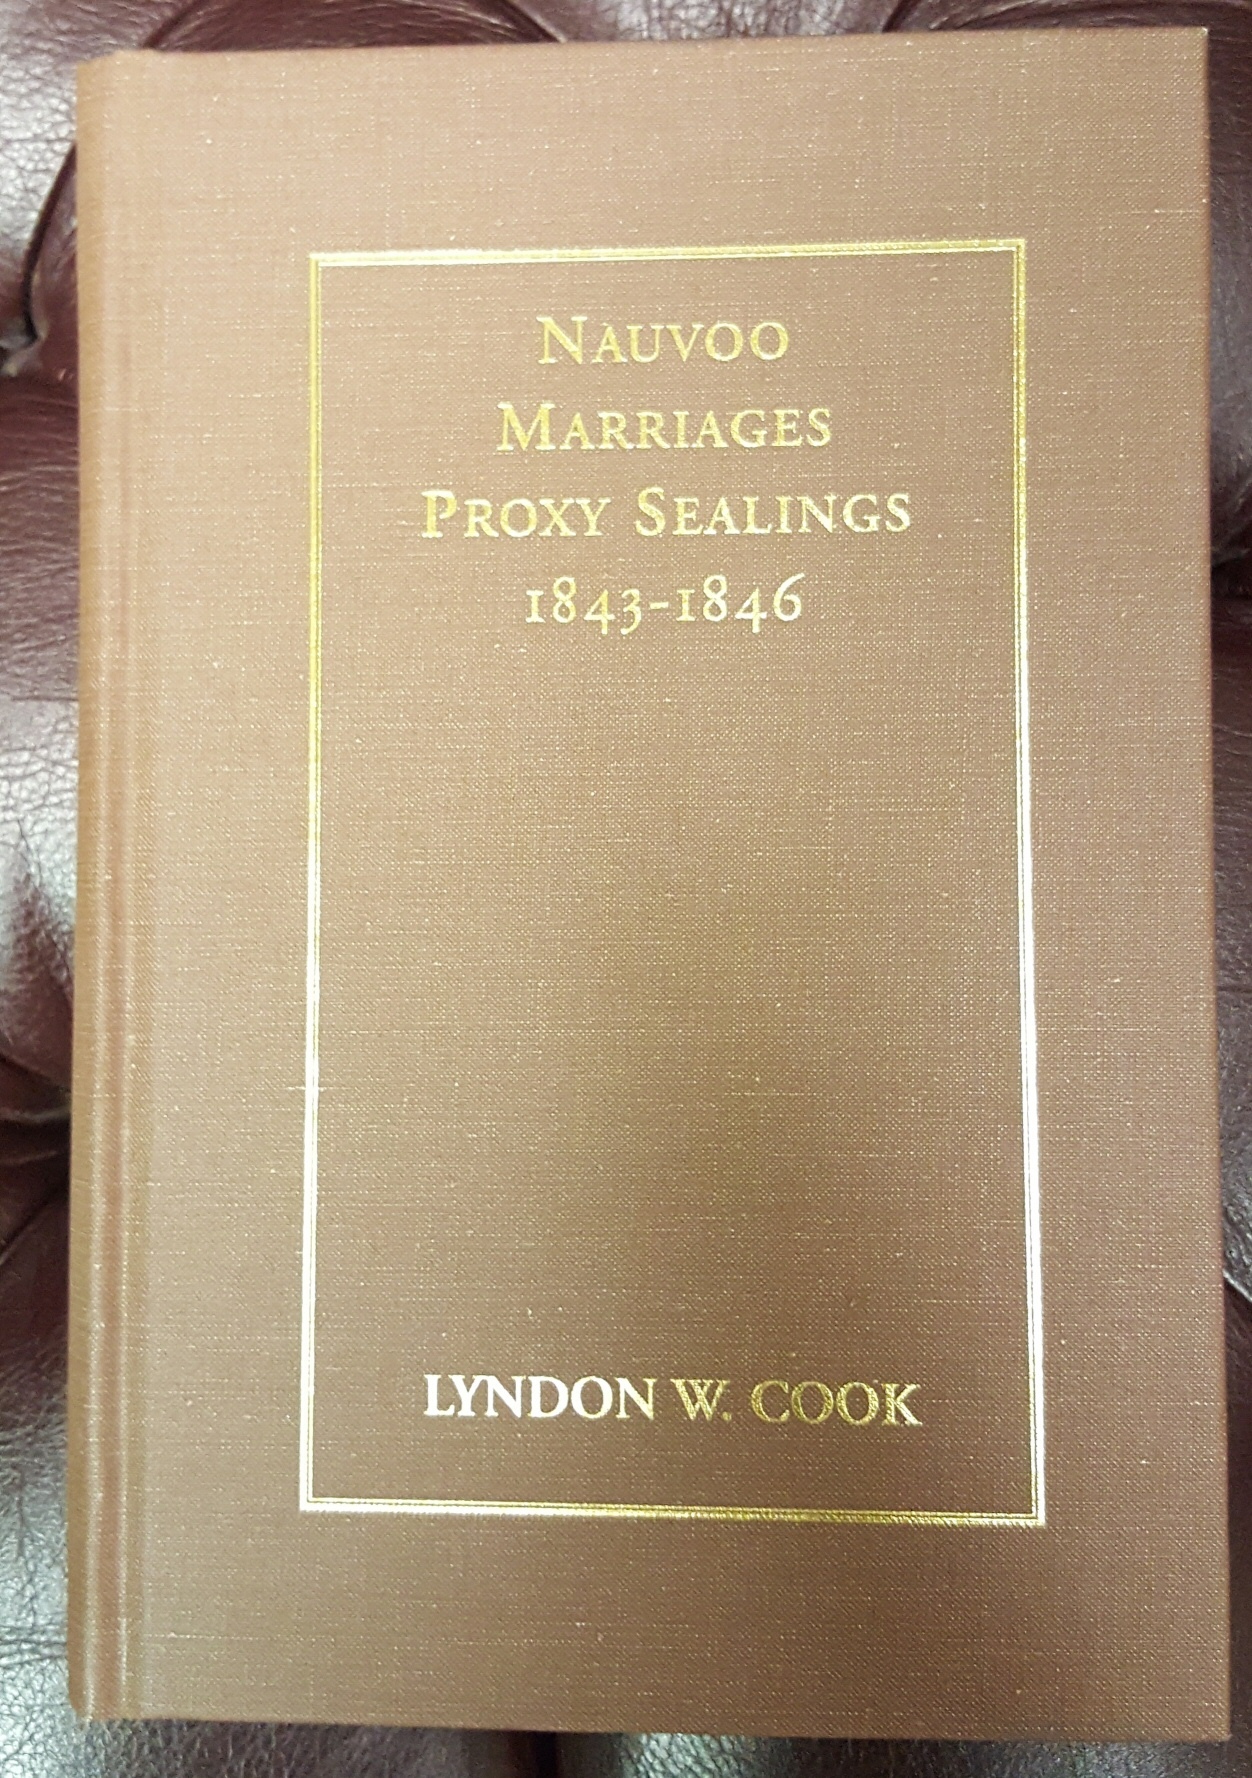 NAUVOO
MARRIAGES
PROXY SEALINGS
1843-1846
LYNDON W. COOK